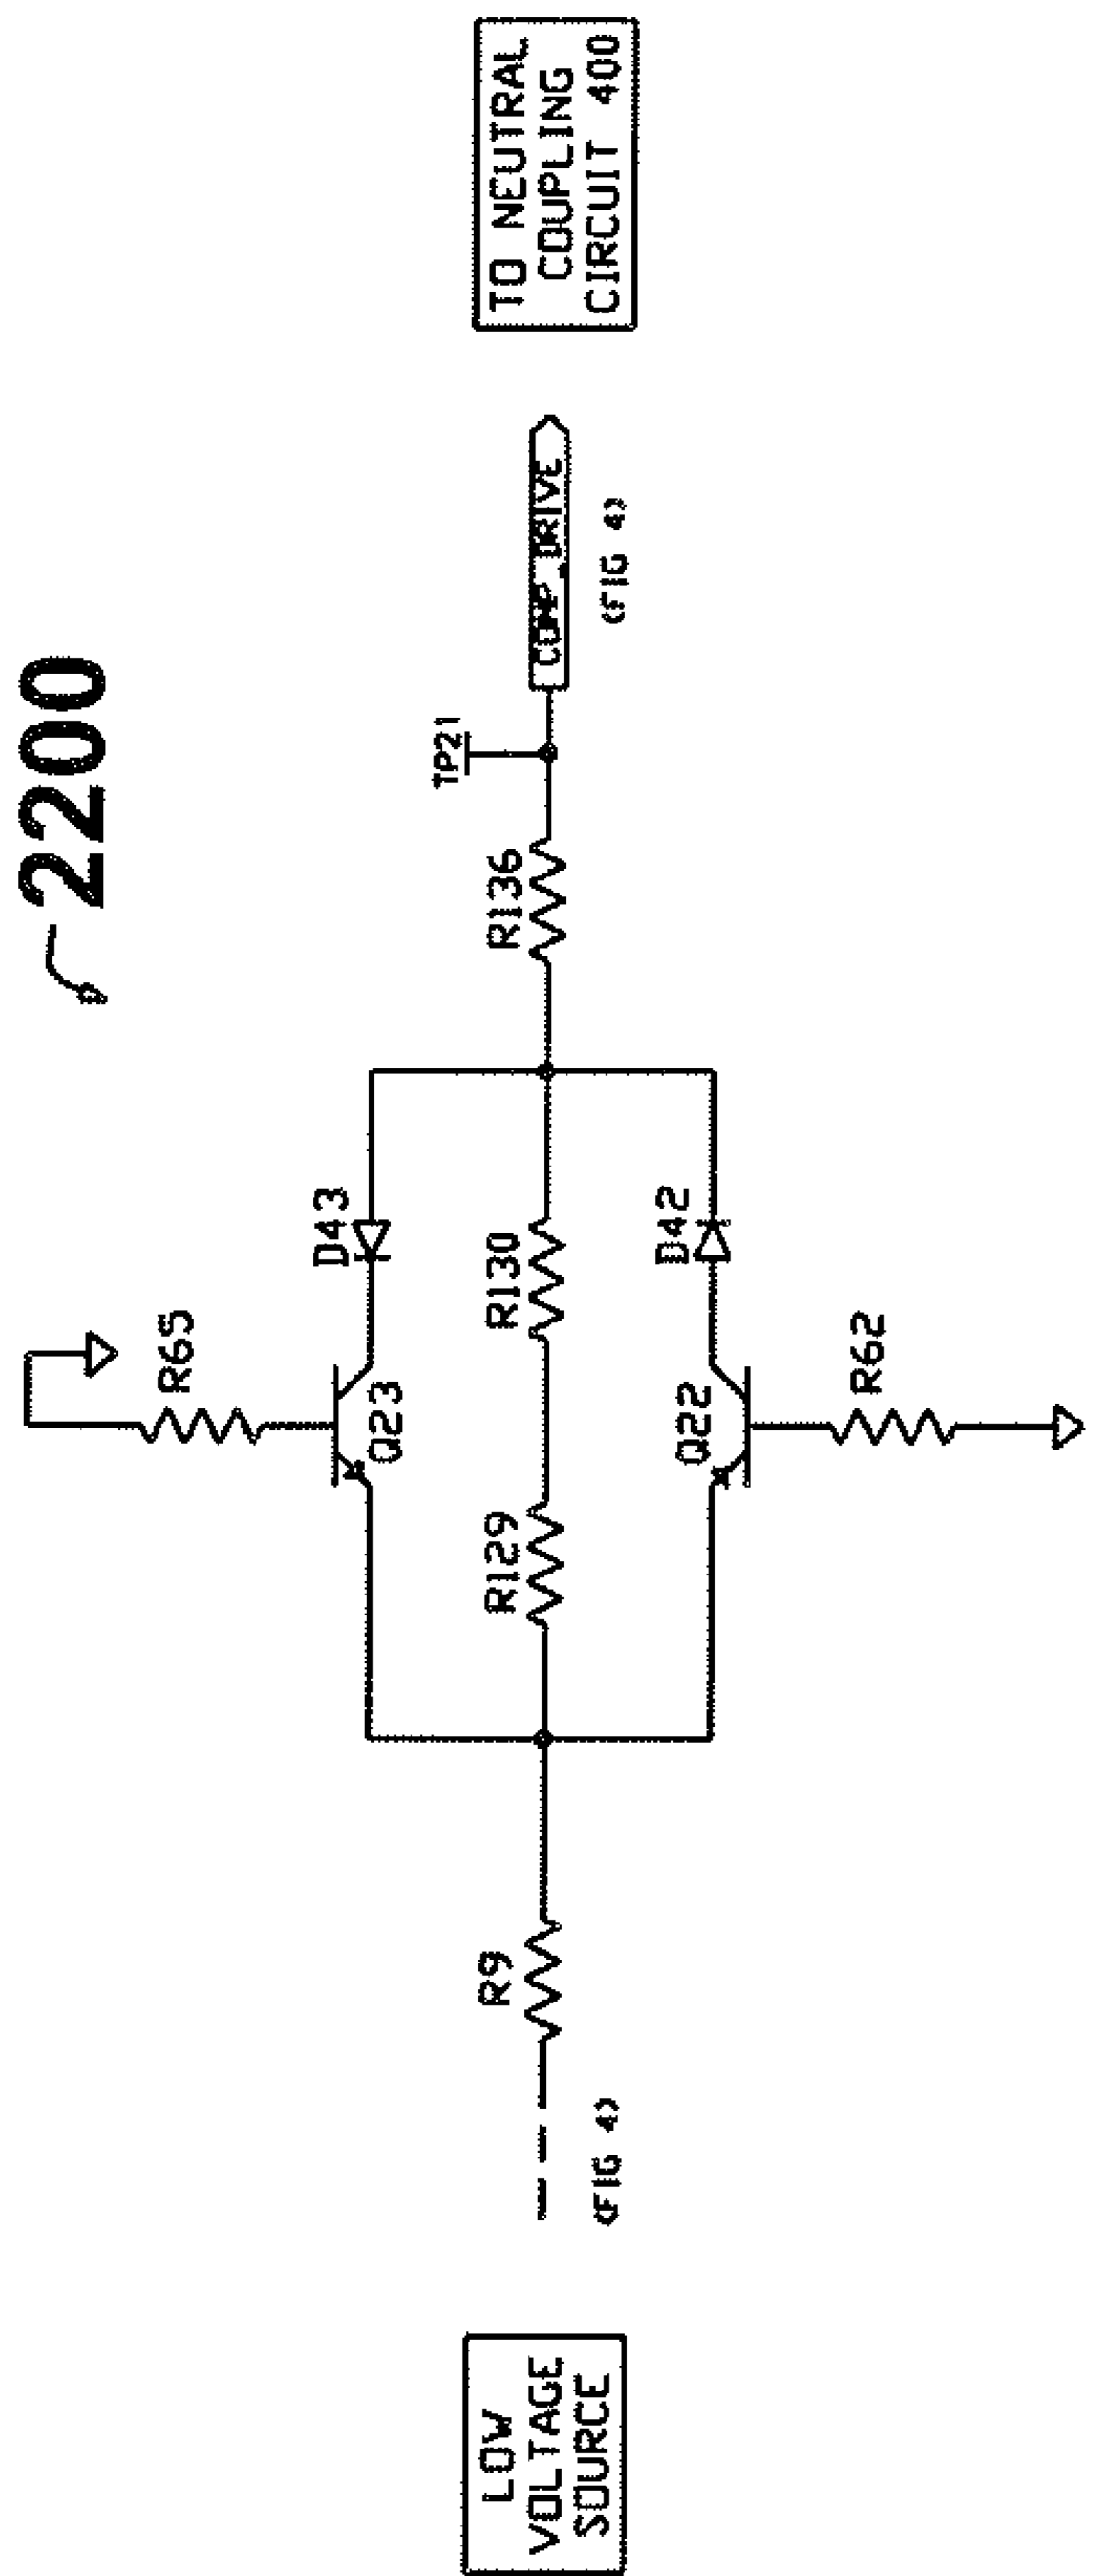 2200
LOW
VOLTAGE
SOURCE
(FIG 4)
R9
R65
Q23
D43
R129
R130
Q22
D42
R62
R136
TP21
COMP_DRIVE
(FIG 4)
TO NEUTRAL
COUPLING
CIRCUIT 400